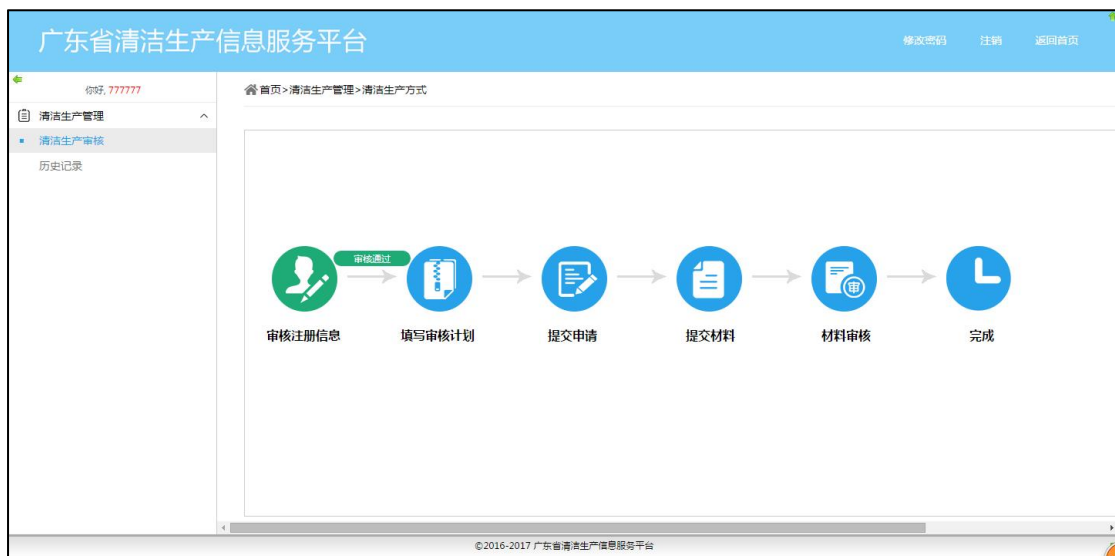 广东省清洁生产信息服务平台
修改密码 注销 返回首页
你好, 777777
首页>清洁生产管理>清洁生产方式
清洁生产管理
清洁生产审核
历史记录
审核通过
审
审核注册信息 填写审核计划 提交申请 提交材料 材料审核 完成
©2016-2017 广东省清洁生产信息服务平台